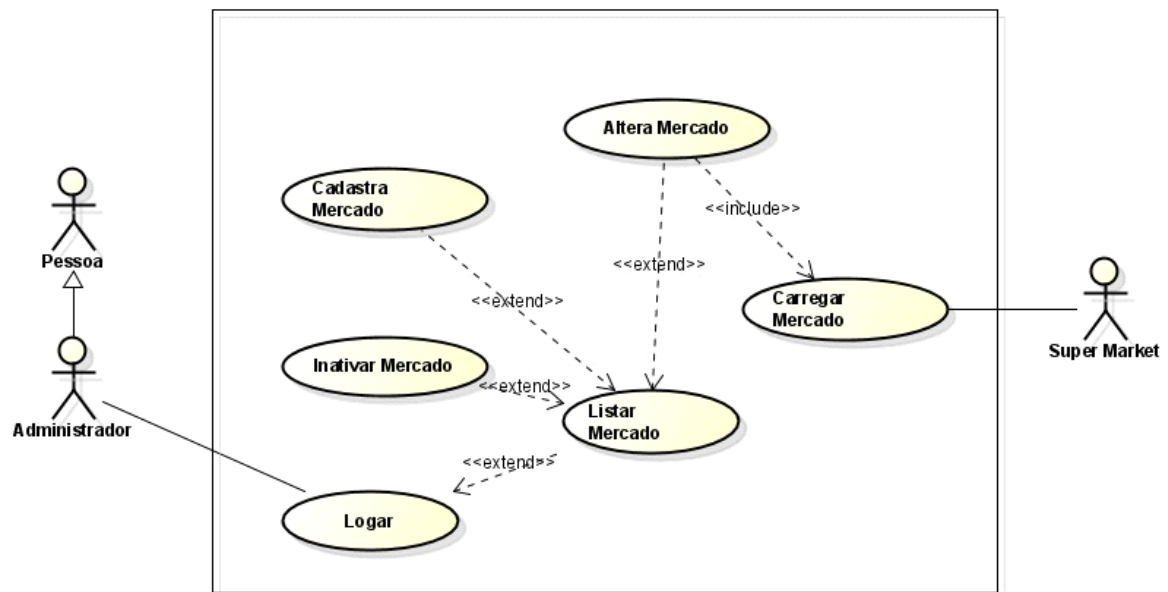 Altera Mercado
Cadastra
Mercado
<<include>>
Pessoa
<<extend>>
Carregar
Mercado
<<extend>>
Super Market
Inativar Mercado
<<extend>>
Listar
Mercado
Administrador
<<extend>>
Logar